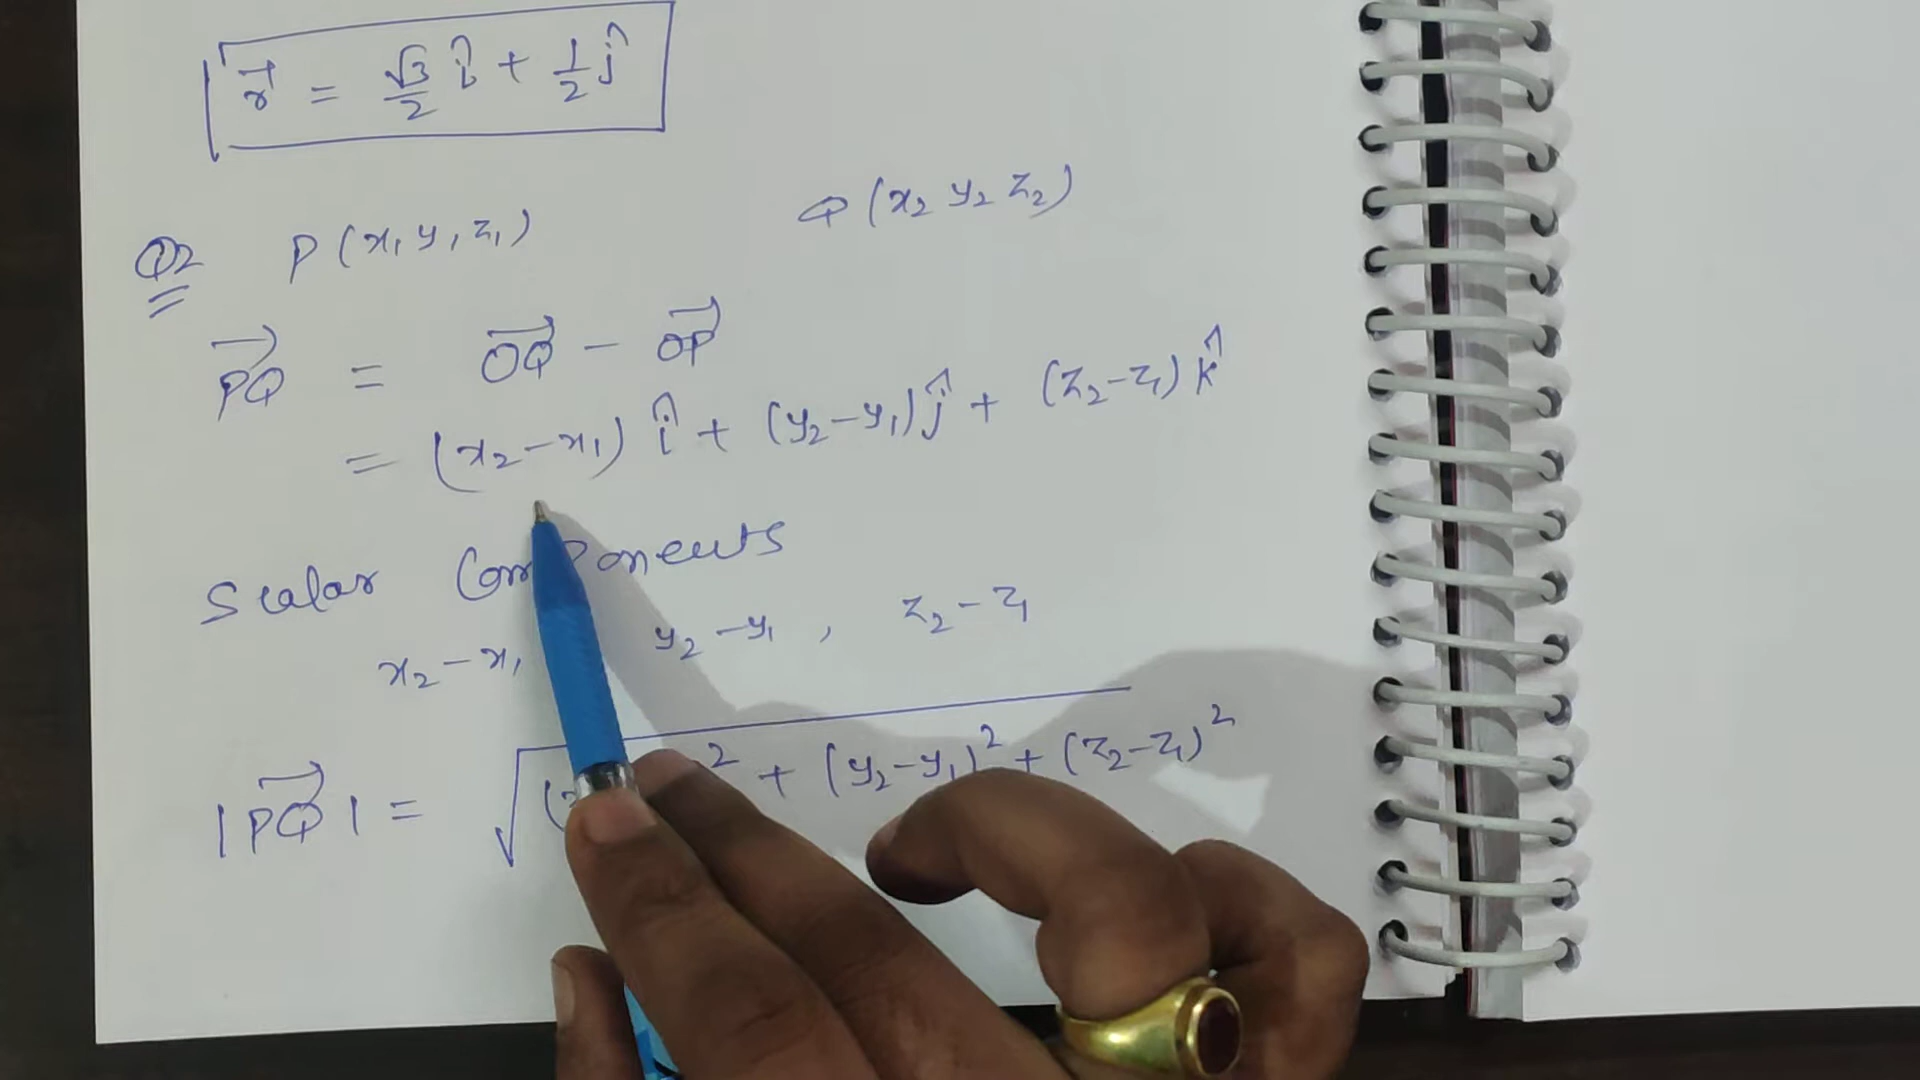 r⃗ = √3/2 î + 1/2 ĵ
Q2 P(x₁ y₁ z₁) Q(x₂ y₂ z₂)
PQ⃗ = OQ⃗ - OP⃗
= (x₂-x₁) î + (y₂-y₁) ĵ + (z₂-z₁) k̂
Scalar Components
x₂-x₁ y₂-y₁ , z₂-z₁
|PQ⃗| = √ ² + (y₂-y₁)² + (z₂-z₁)²